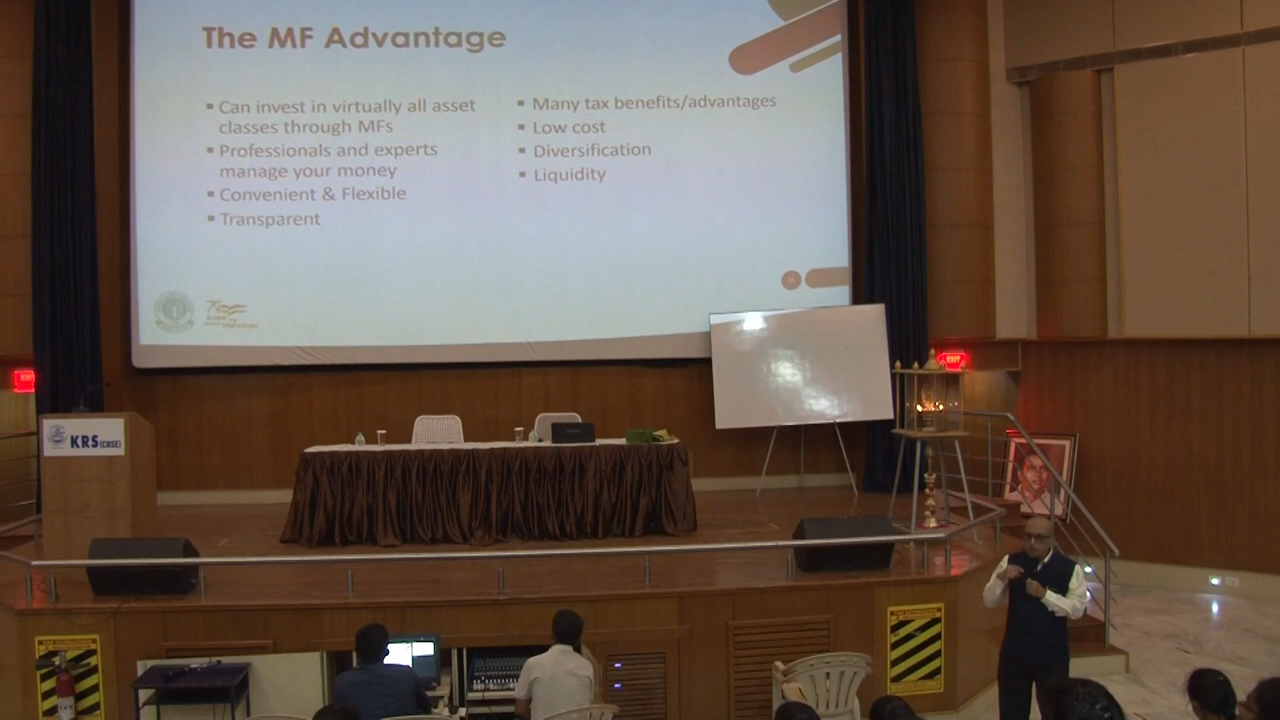 The MF Advantage
▪ Can invest in virtually all asset
classes through MFs
▪ Professionals and experts
manage your money
▪ Convenient & Flexible
▪ Transparent
▪ Many tax benefits/advantages
▪ Low cost
▪ Diversification
▪ Liquidity
EXIT
KRS(CBSE)